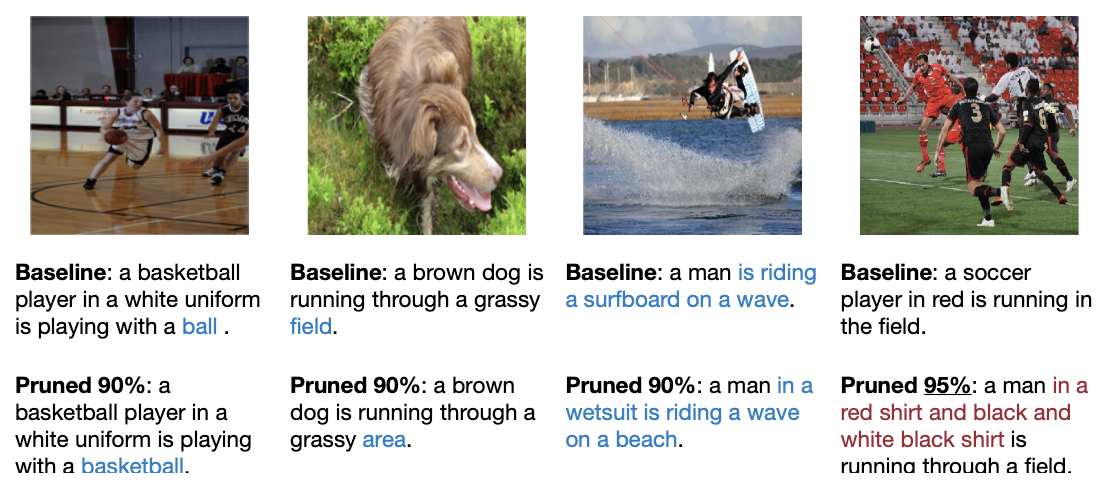 Baseline: a basketball
player in a white uniform
is playing with a ball .
Pruned 90%: a
basketball player in a
white uniform is playing
with a basketball.
Baseline: a brown dog is
running through a grassy
field.
Pruned 90%: a brown
dog is running through a
grassy area.
Baseline: a man is riding
a surfboard on a wave.
Pruned 90%: a man in a
wetsuit is riding a wave
on a beach.
3
Baseline: a soccer
player in red is running in
the field.
Pruned 95%: a man in a
red shirt and black and
white black shirt is
running through a field.